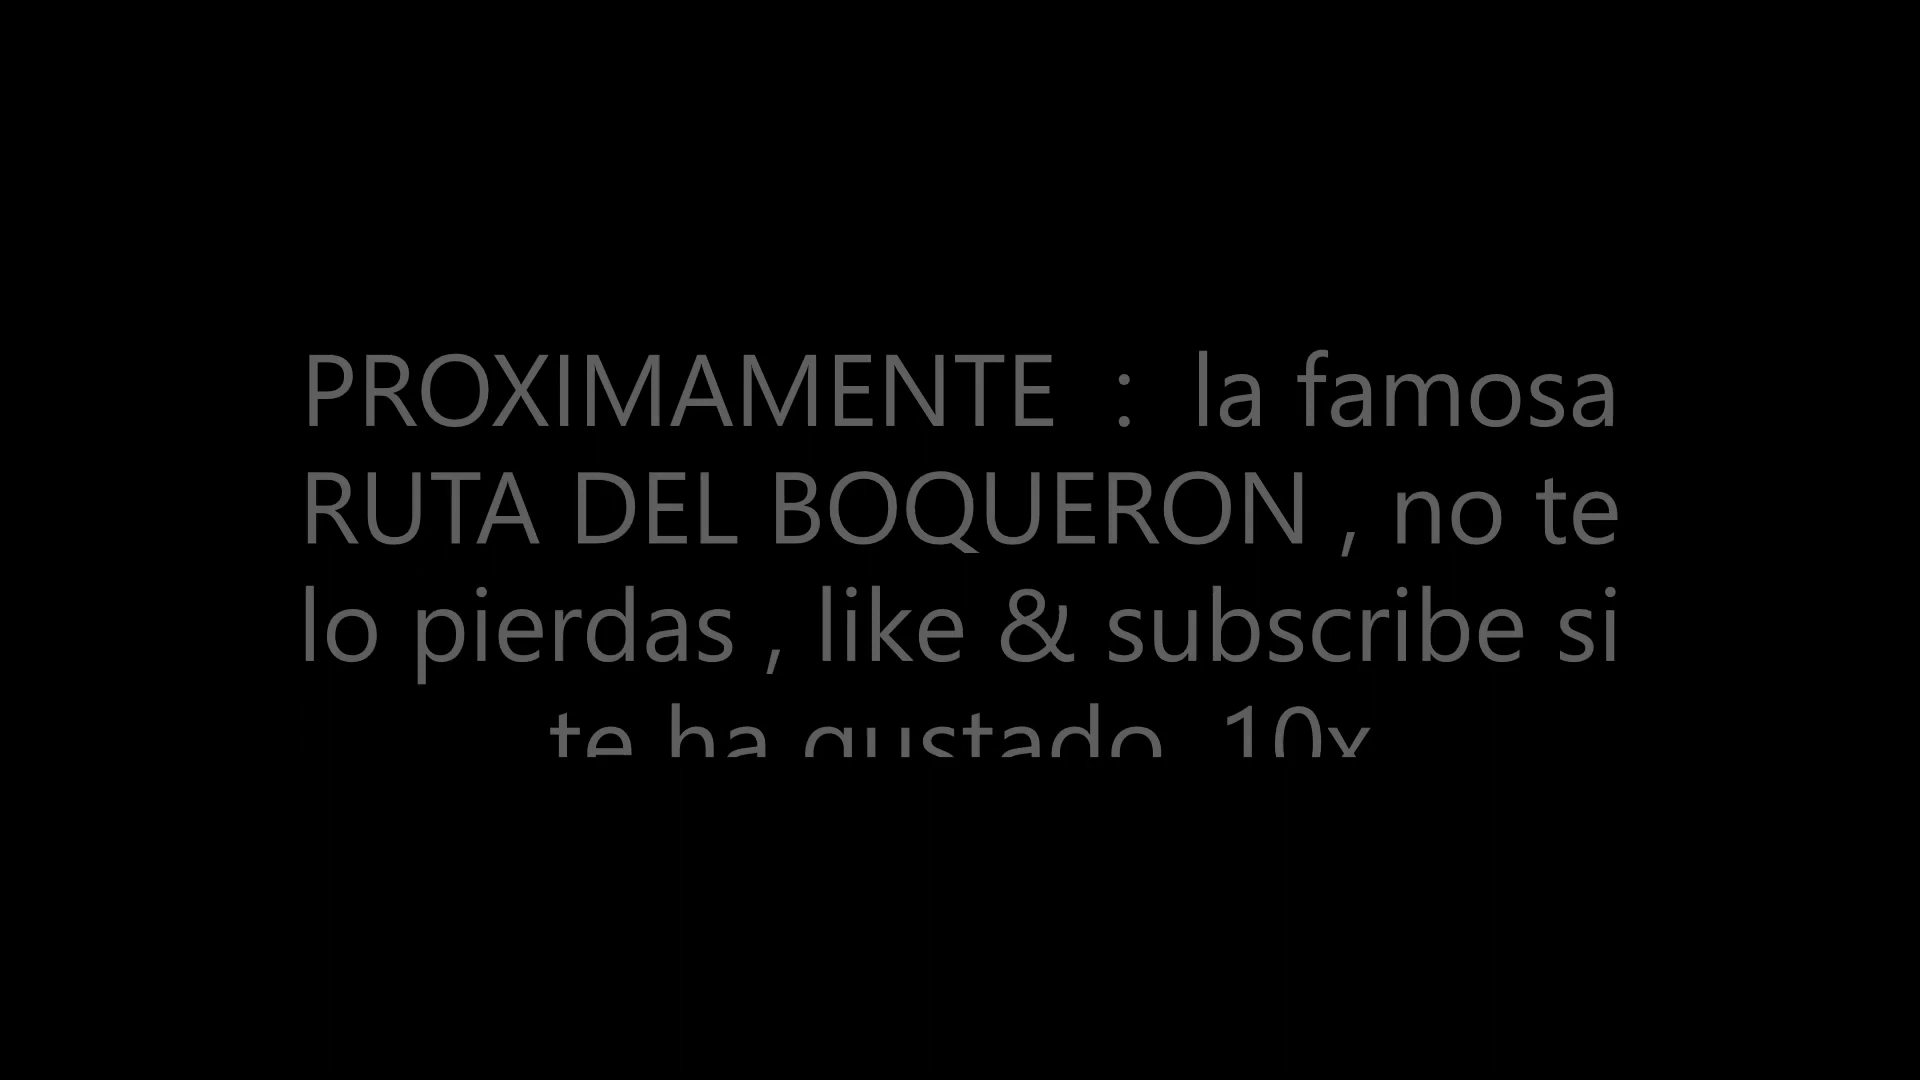 PROXIMAMENTE : la famosa
RUTA DEL BOQUERON , no te
lo pierdas , like & subscribe si
te ha gustado 10x